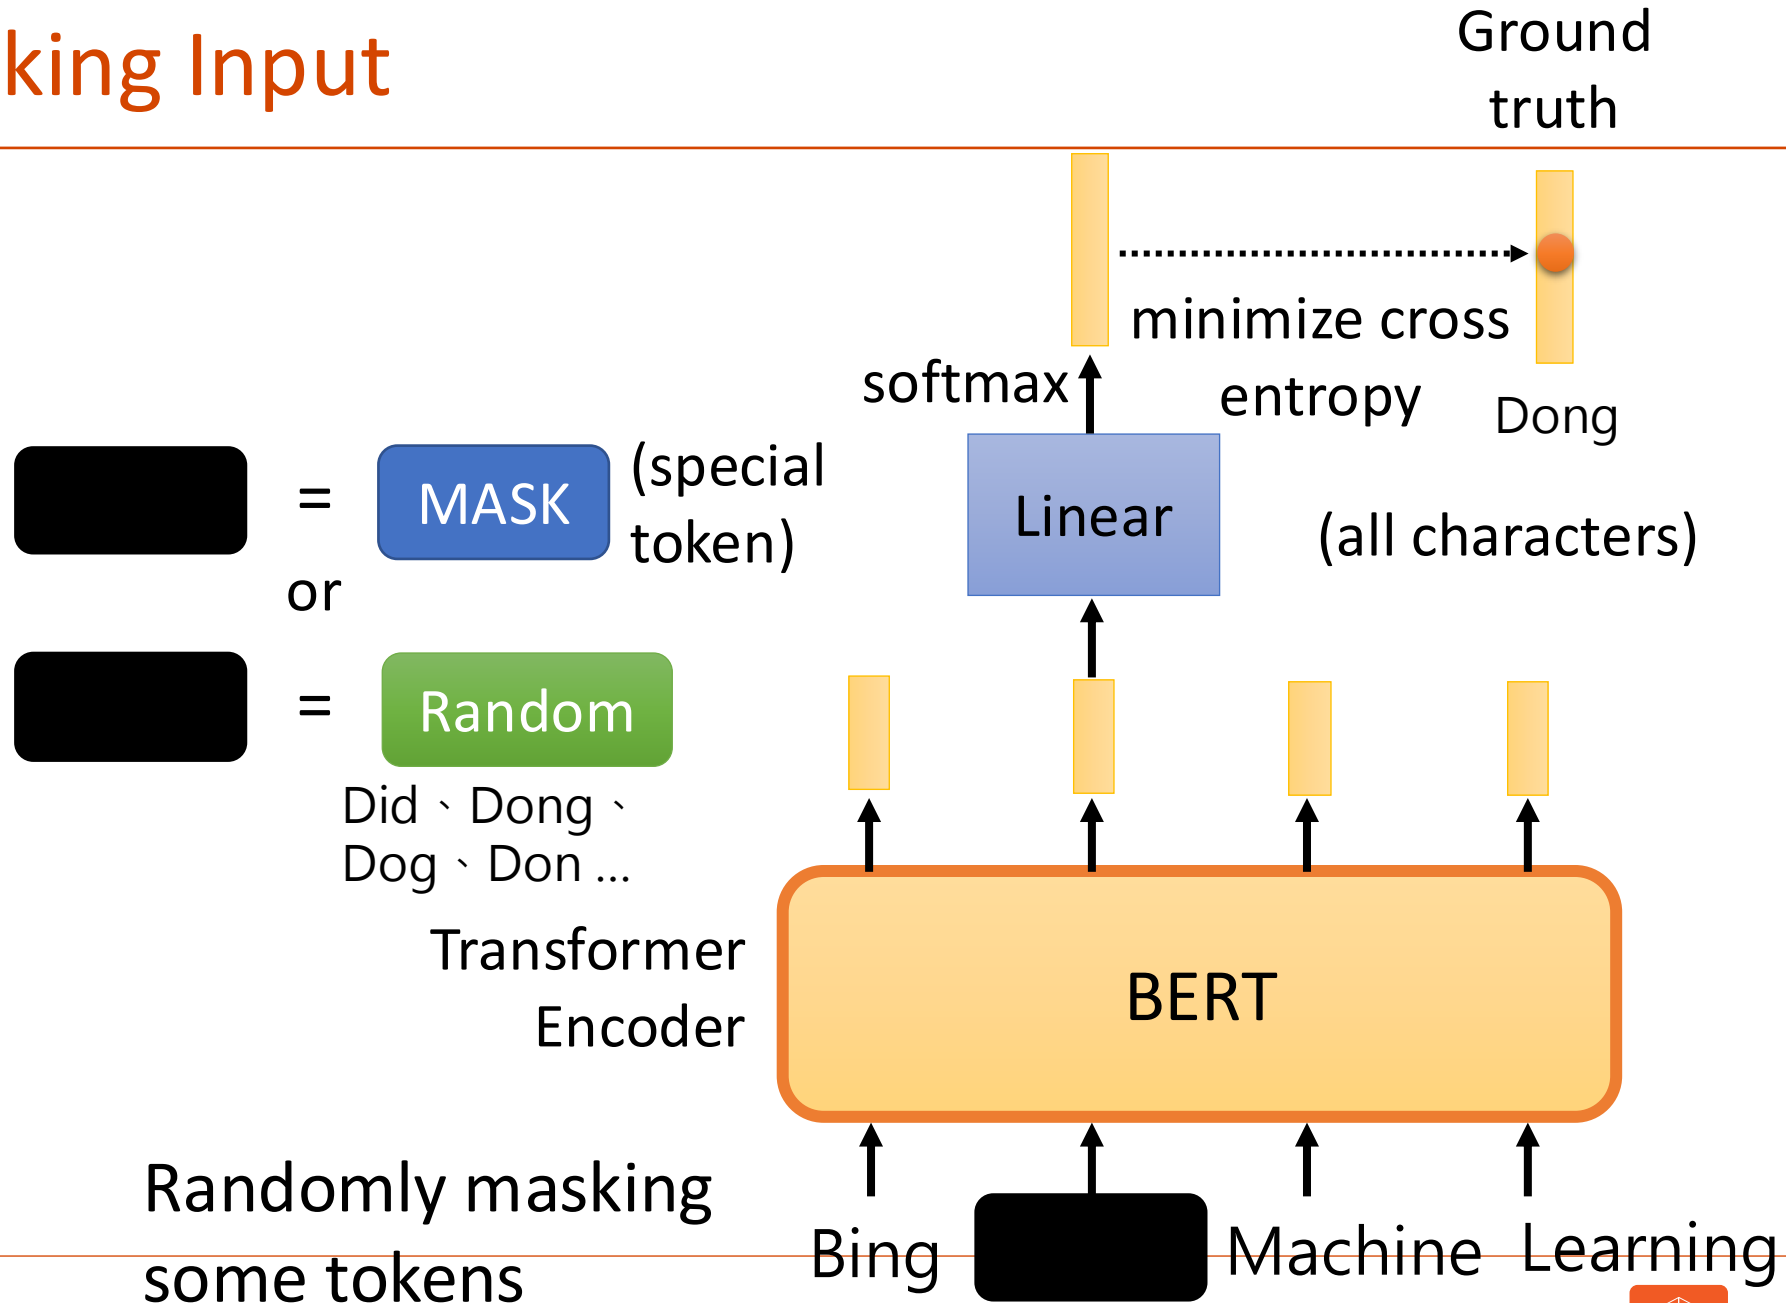 king Input
Ground
truth
minimize cross
entropy
softmax
Dong
= MASK (special
token)
or
Linear
(all characters)
= Random
Did、Dong、
Dog、Don ...
Transformer
Encoder
BERT
Randomly masking
some tokens
Bing Machine Learning